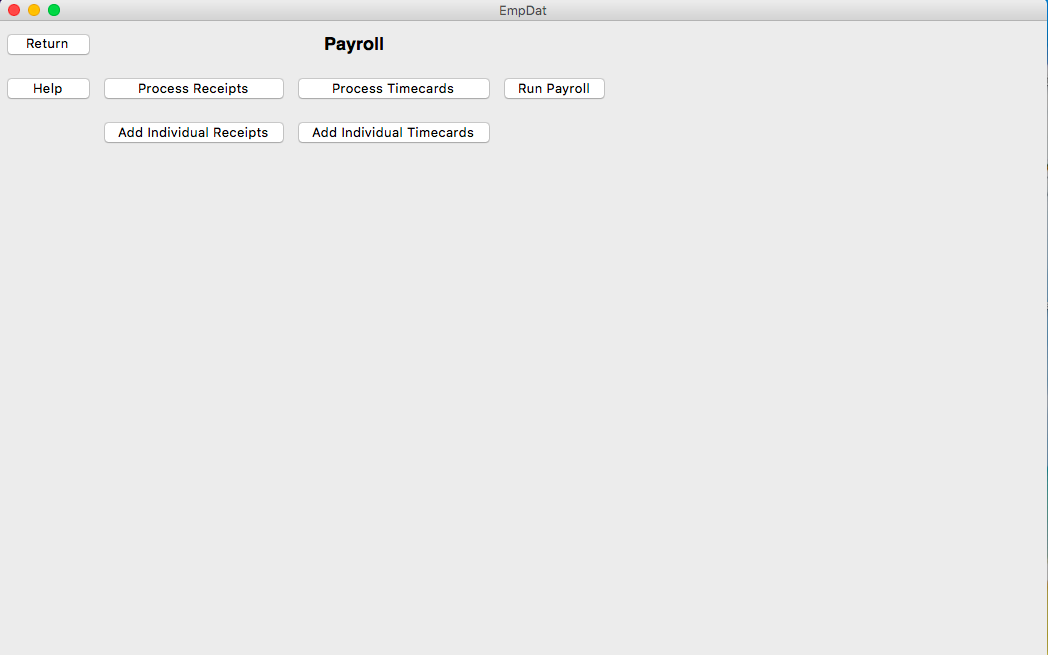 EmpDat
Return
Payroll
Help
Process Receipts
Process Timecards
Run Payroll
Add Individual Receipts
Add Individual Timecards